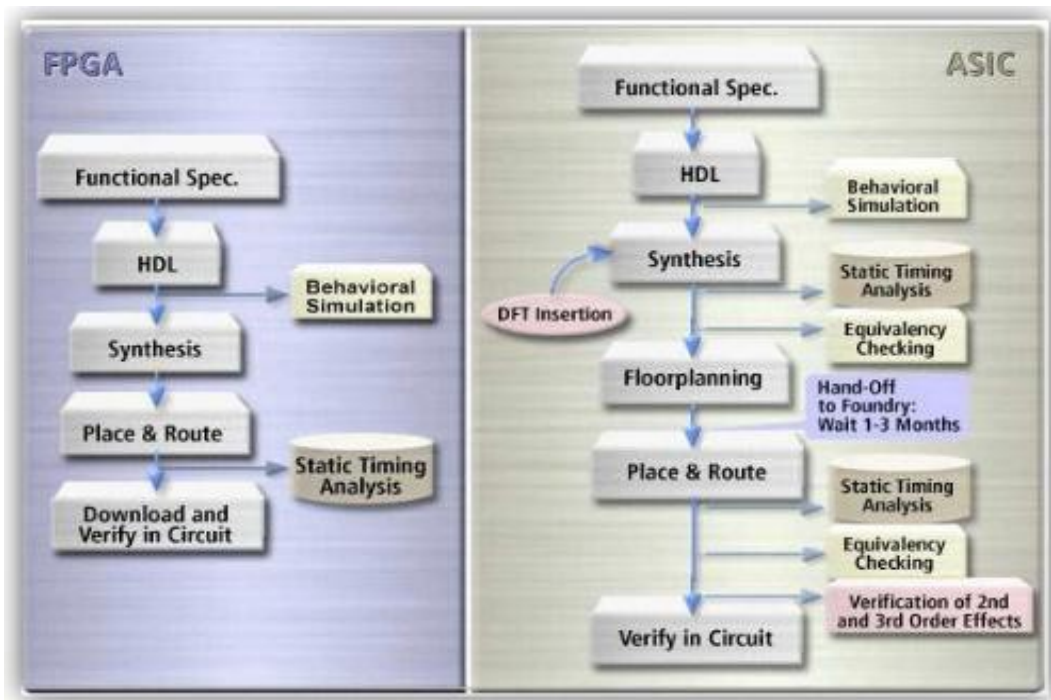 FPGA
Functional Spec.
HDL
Behavioral
Simulation
Synthesis
Place & Route
Static Timing
Analysis
Download and
Verify in Circuit
ASIC
Functional Spec.
HDL
Behavioral
Simulation
Synthesis
DFT Insertion
Static Timing
Analysis
Equivalency
Checking
Floorplanning
Hand-Off
to Foundry:
Wait 1-3 Months
Place & Route
Static Timing
Analysis
Equivalency
Checking
Verification of 2nd
and 3rd Order Effects
Verify in Circuit